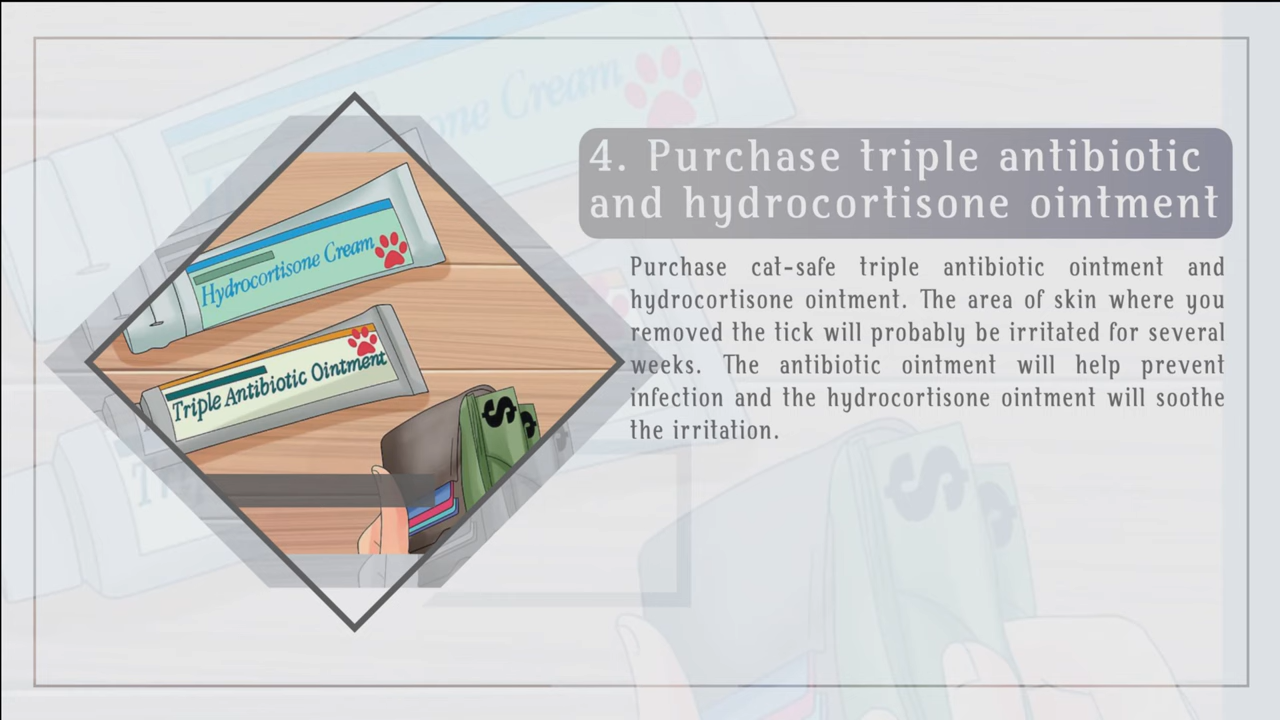 4. Purchase triple antibiotic
and hydrocortisone ointment
Purchase cat-safe triple antibiotic ointment and
hydrocortisone ointment. The area of skin where you
removed the tick will probably be irritated for several
weeks. The antibiotic ointment will help prevent
infection and the hydrocortisone ointment will soothe
the irritation.
Hydrocortisone Cream
Triple Antibiotic Ointment
$
one Cream
$